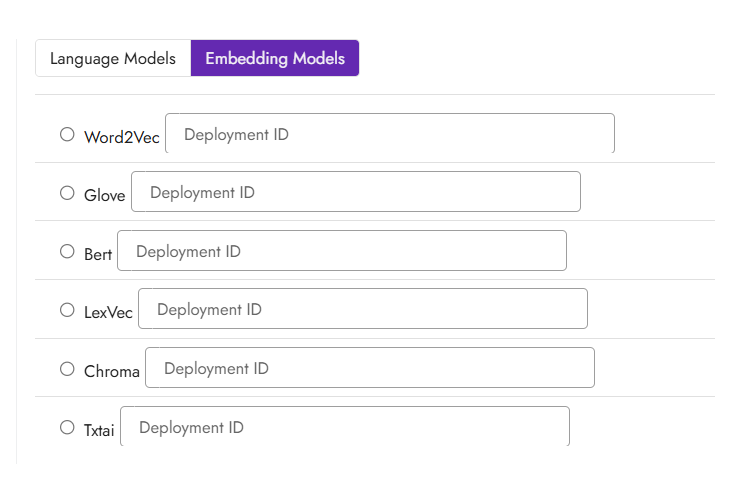 Language Models Embedding Models
Word2Vec Deployment ID
Glove Deployment ID
Bert Deployment ID
LexVec Deployment ID
Chroma Deployment ID
Txtai Deployment ID